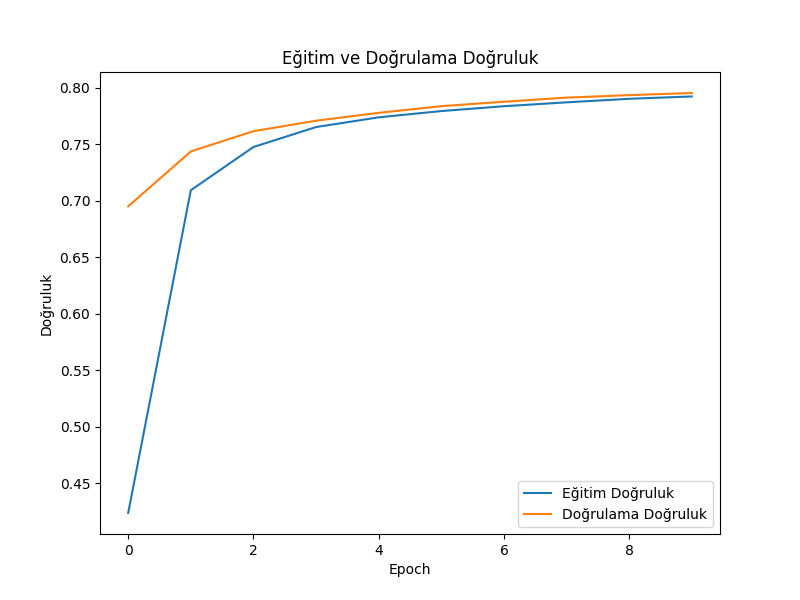 Eğitim ve Doğrulama Doğruluk
0.80
0.75
0.70
0.65
0.60
0.55
0.50
0.45
Doğruluk
Eğitim Doğruluk
Doğrulama Doğruluk
0 2 4 6 8
Epoch